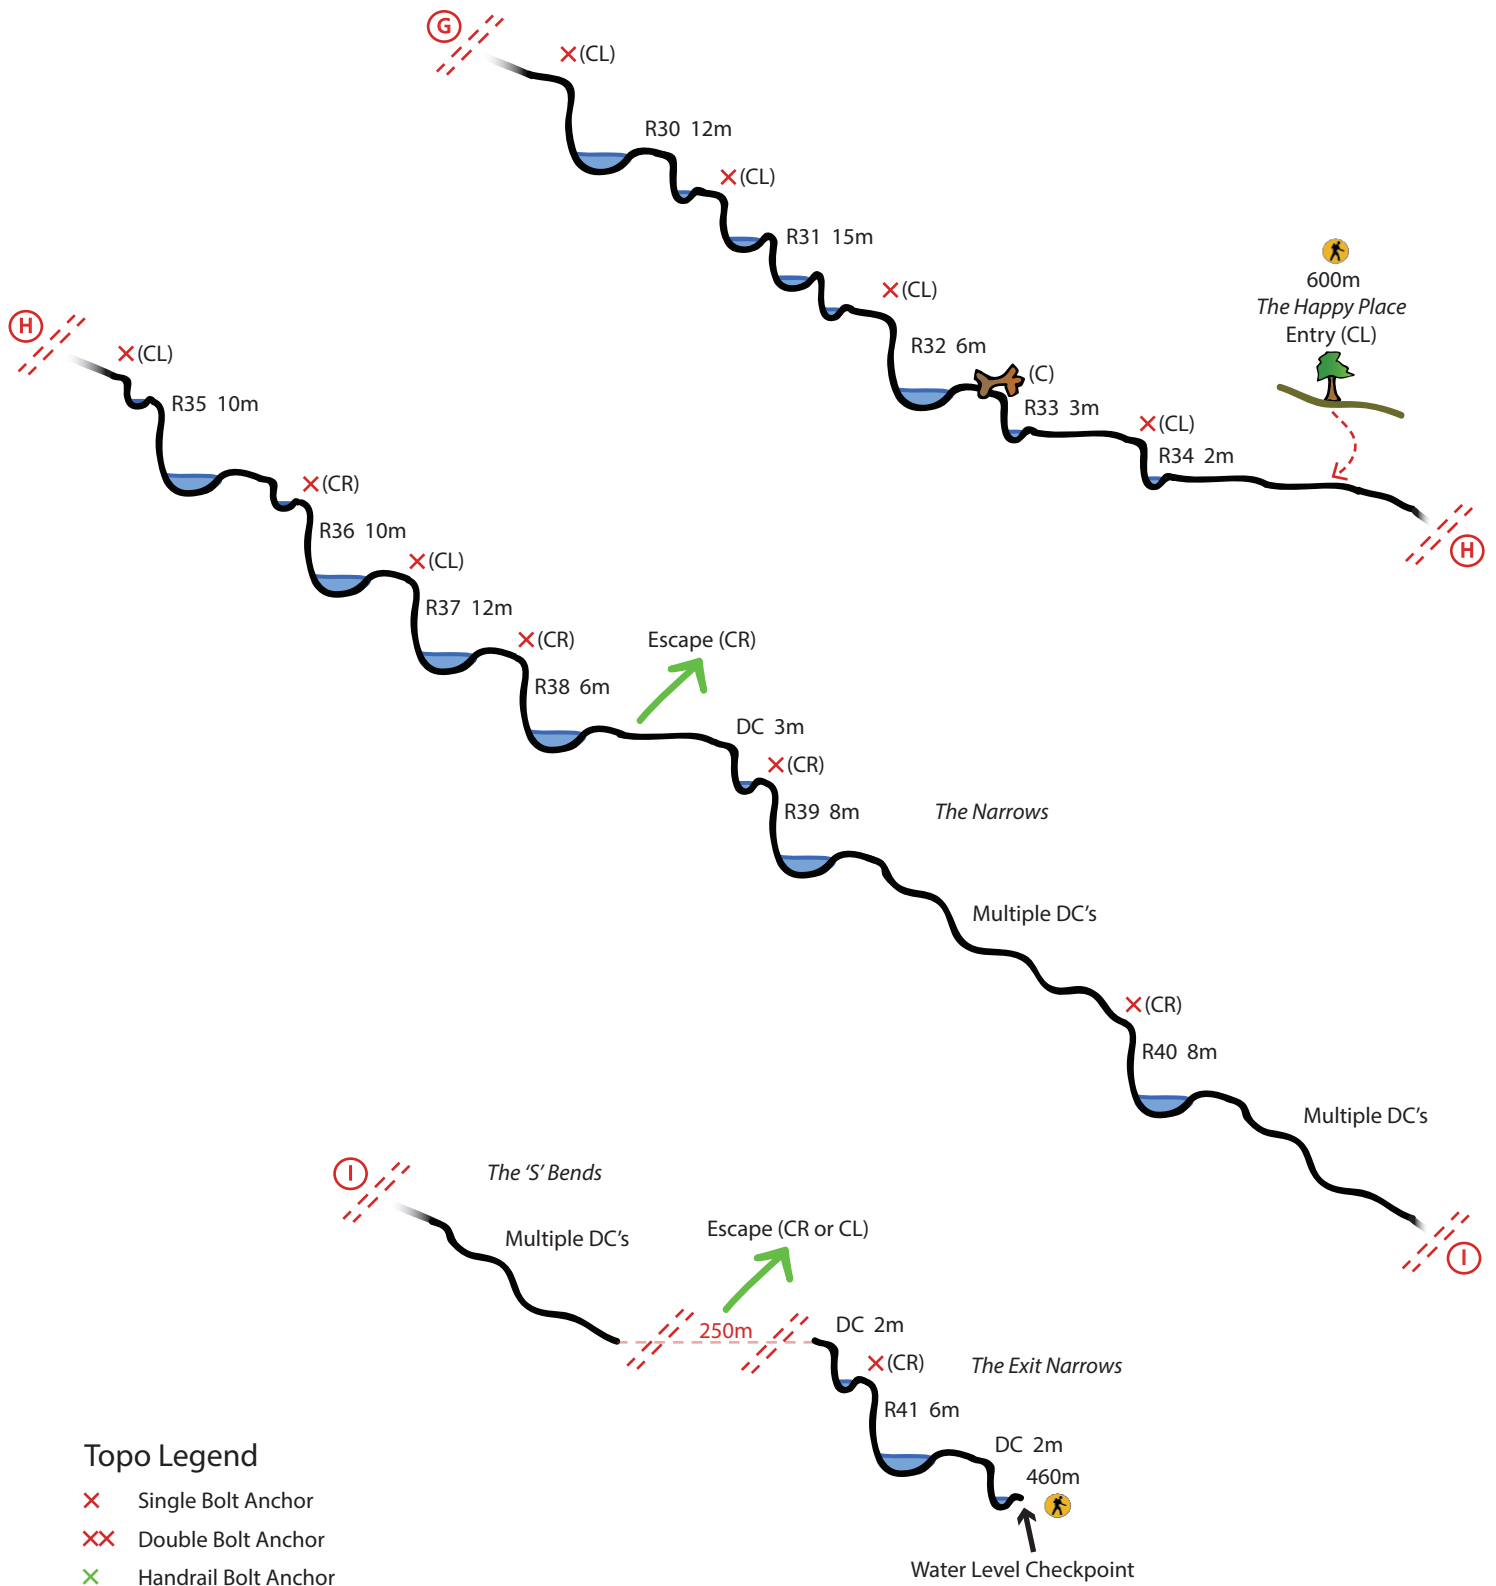 G
(CL)
R30 12m
(CL)
R31 15m
(CL)
R32 6m
(C)
R33 3m
(CL)
R34 2m
600m
The Happy Place
Entry (CL)
H
H
(CL)
R35 10m
(CR)
R36 10m
(CL)
R37 12m
(CR)
R38 6m
Escape (CR)
DC 3m
(CR)
R39 8m
The Narrows
Multiple DC’s
(CR)
R40 8m
Multiple DC’s
I
I
The ‘S’ Bends
Multiple DC’s
Escape (CR or CL)
250m
DC 2m
(CR)
The Exit Narrows
R41 6m
DC 2m
460m
Water Level Checkpoint
Topo Legend
Single Bolt Anchor
Double Bolt Anchor
Handrail Bolt Anchor